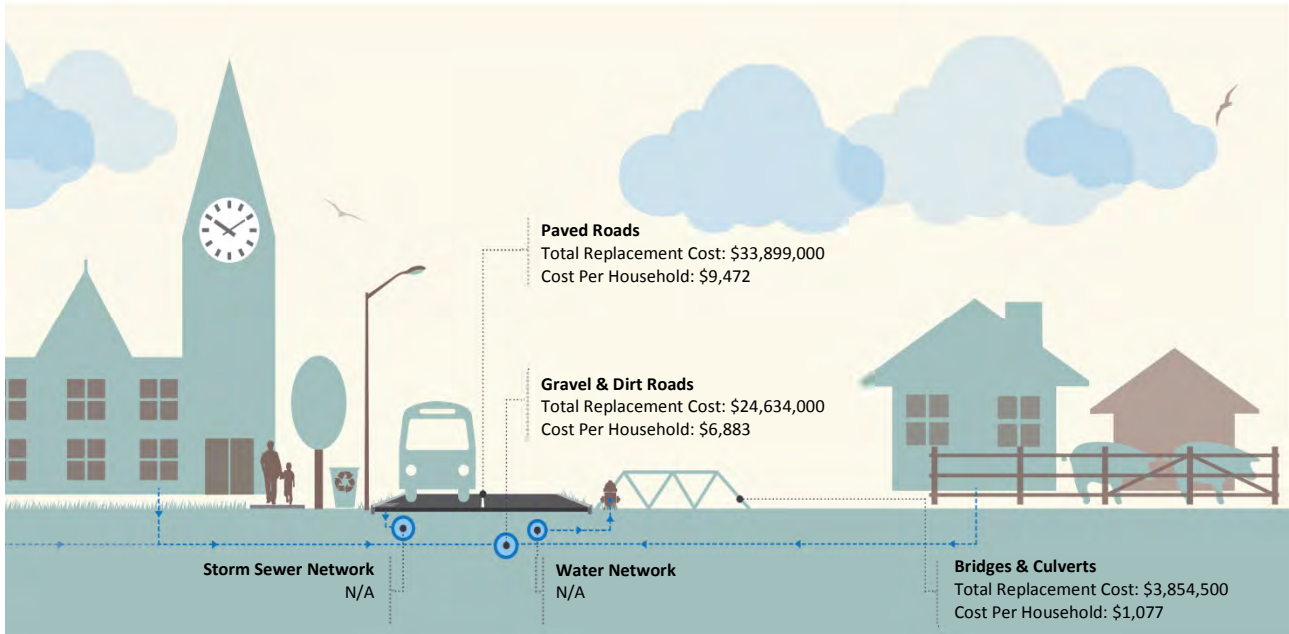 Paved Roads
Total Replacement Cost: $33,899,000
Cost Per Household: $9,472
Gravel & Dirt Roads
Total Replacement Cost: $24,634,000
Cost Per Household: $6,883
Storm Sewer Network
N/A
Water Network
N/A
Bridges & Culverts
Total Replacement Cost: $3,854,500
Cost Per Household: $1,077